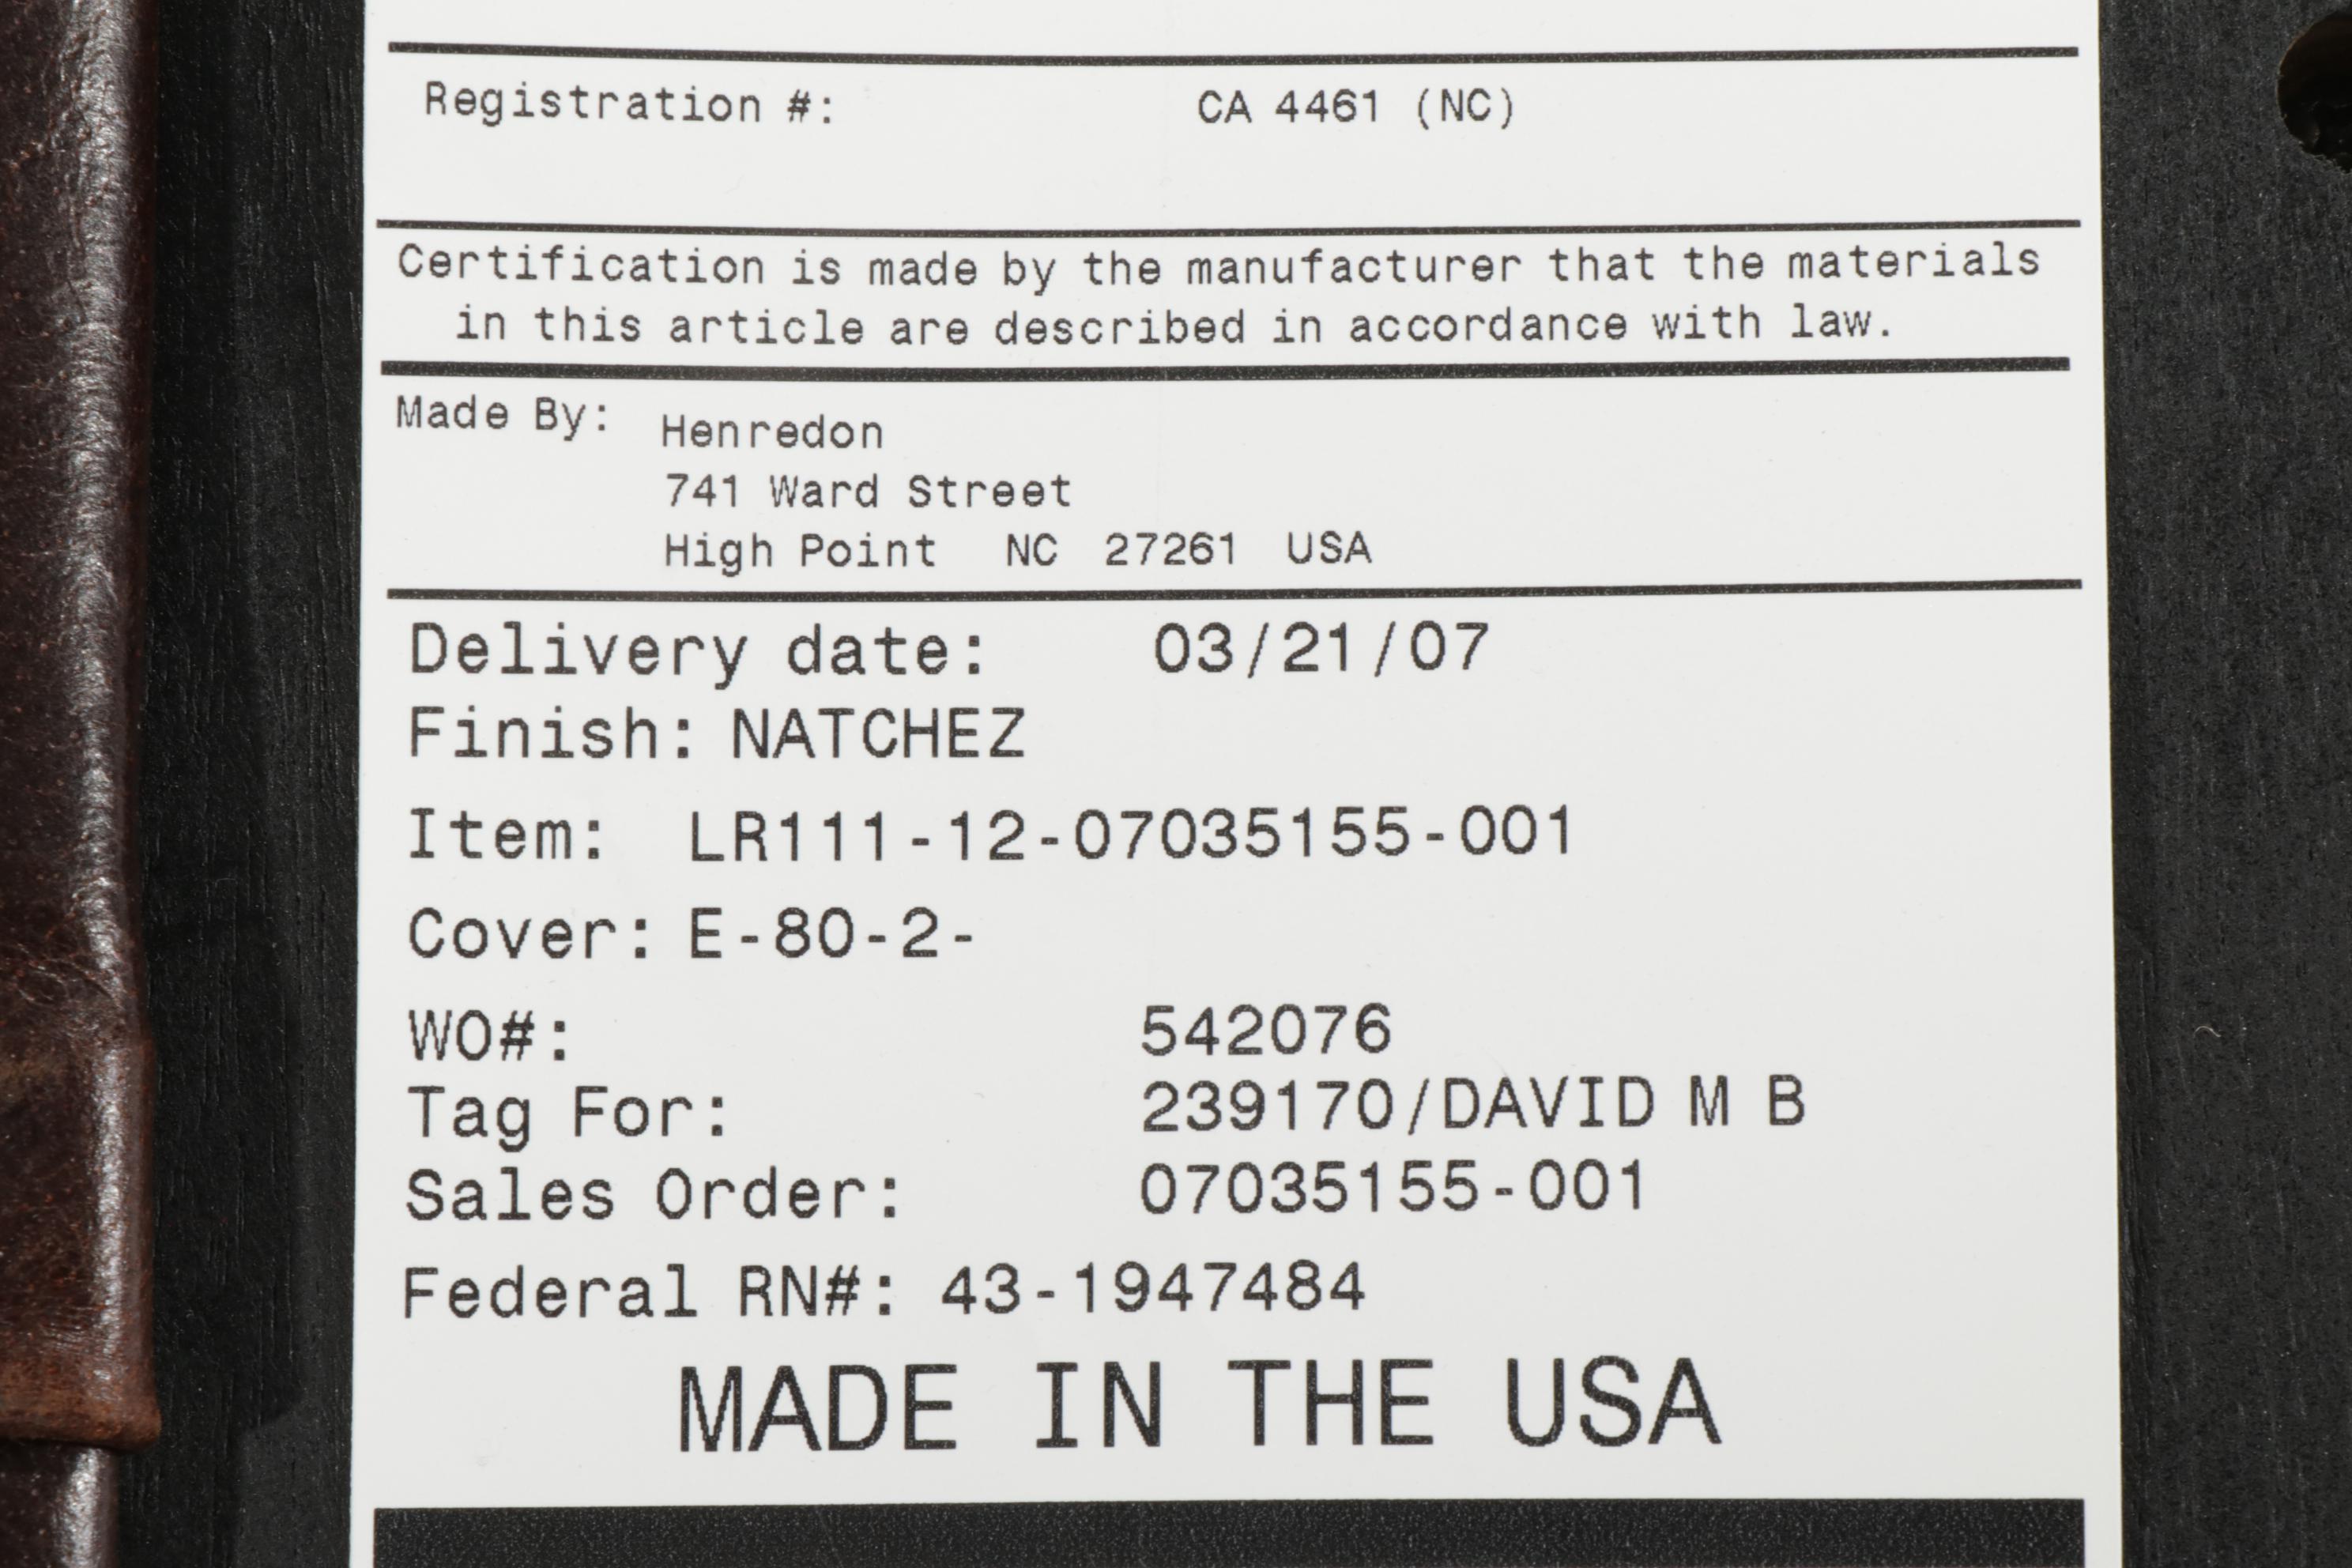 Registration #: CA 4461 (NC)
Certification is made by the manufacturer that the materials
in this article are described in accordance with law.
Made By: Henredon
741 Ward Street
High Point NC 27261 USA
Delivery date: 03/21/07
Finish: NATCHEZ
Item: LR111-12-07035155-001
Cover: E-80-2-
WO#: 542076
Tag For: 239170/DAVID M B
Sales Order: 07035155-001
Federal RN#: 43-1947484
MADE IN THE USA